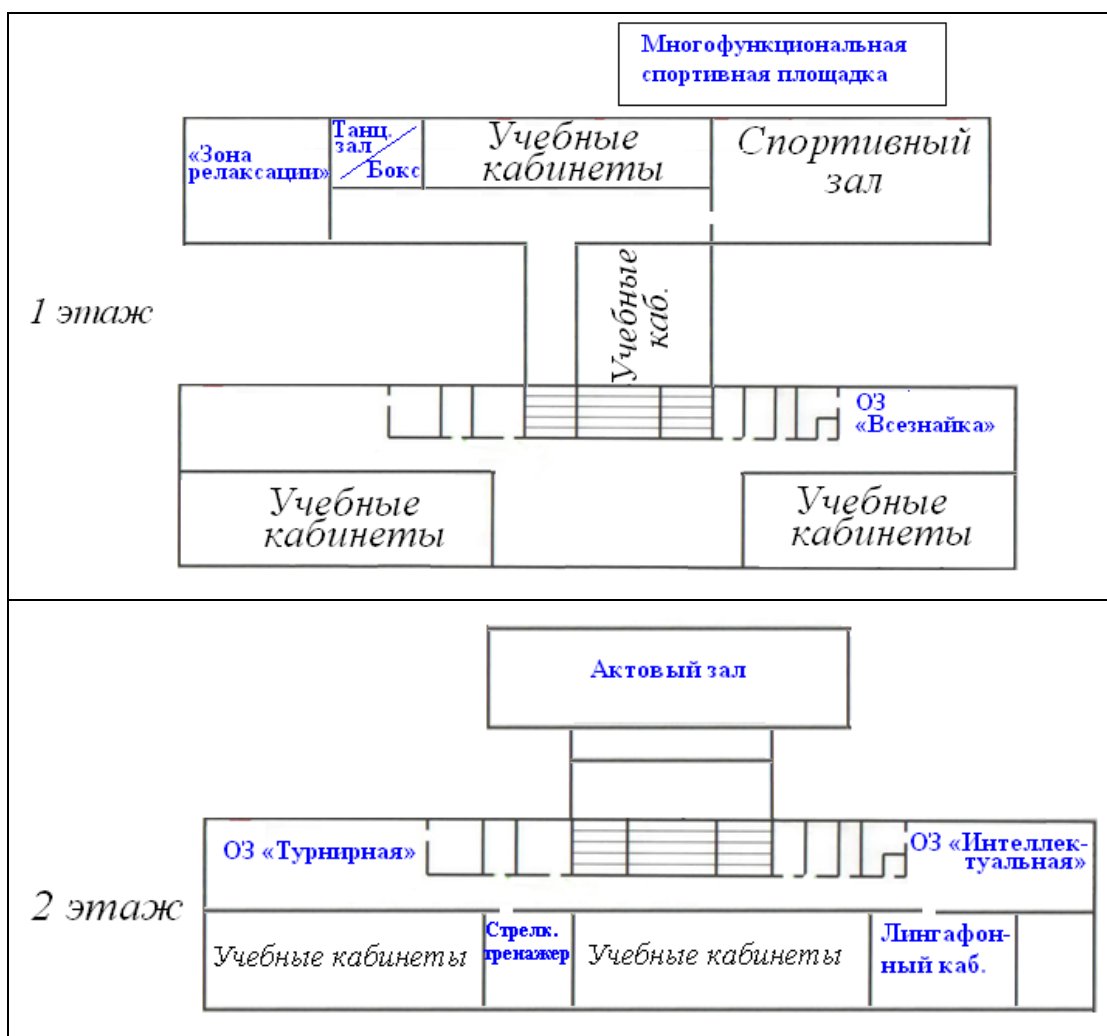 Многофункциональная
спортивная площадка
«Зона
релаксации»
Танц.
зал
Бокс
Учебные
кабинеты
Спортивный
зал
1 этаж
Учебные
каб.
ОЗ
«Всезнайка»
Учебные
кабинеты
Учебные
кабинеты
Актовый зал
ОЗ «Турнирная»
ОЗ «Интеллек-
туальная»
2 этаж
Учебные кабинеты
Стрелк.
тренажер
Учебные кабинеты
Лингафон-
ный каб.